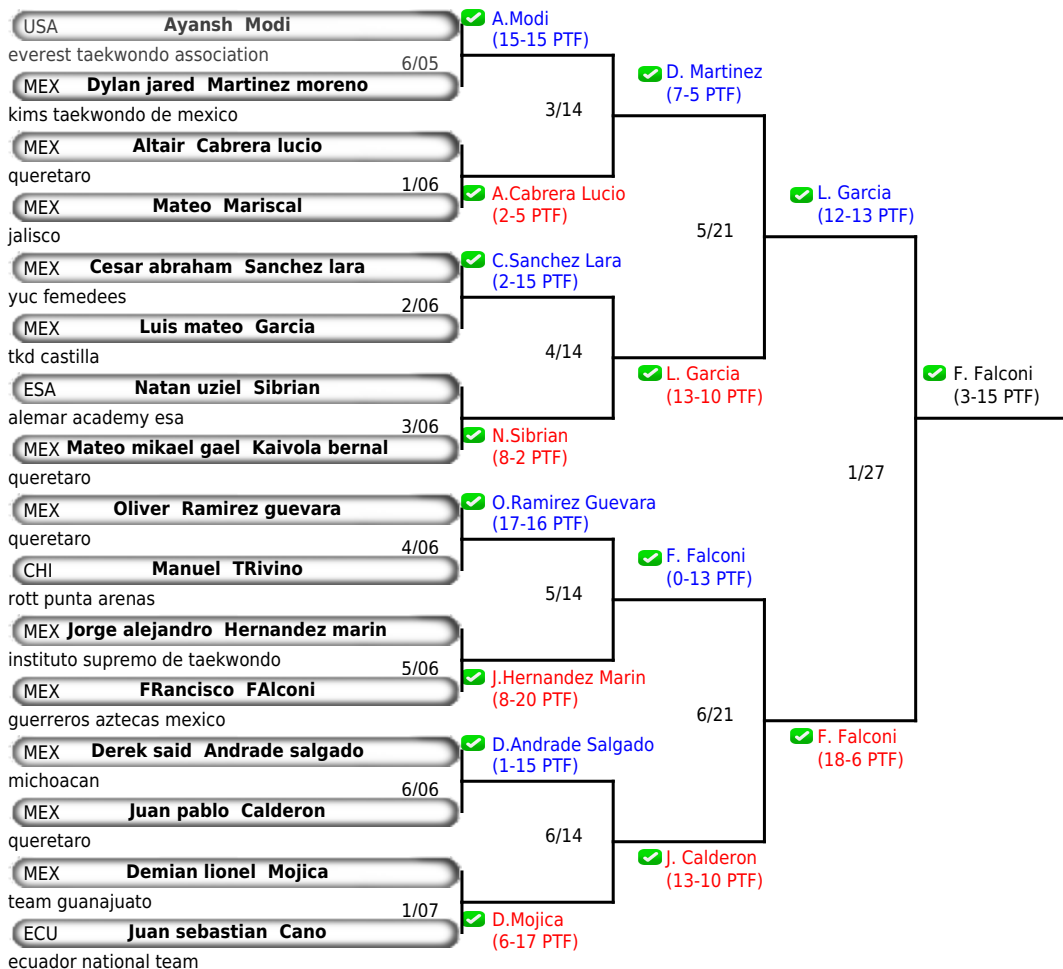 USA Ayansh Modi
everest taekwondo association
6/05
MEX Dylan jared Martinez moreno
kims taekwondo de mexico
MEX Altair Cabrera lucio
queretaro
1/06
MEX Mateo Mariscal
jalisco
MEX Cesar abraham Sanchez lara
yuc femedees
2/06
MEX Luis mateo Garcia
tkd castilla
ESA Natan uziel Sibrian
alemar academy esa
3/06
MEX Mateo mikael gael Kaivola bernal
queretaro
MEX Oliver Ramirez guevara
queretaro
4/06
CHI Manuel TRivino
rott punta arenas
MEX Jorge alejandro Hernandez marin
instituto supremo de taekwondo
5/06
MEX FRancisco FAlconi
guerreros aztecas mexico
MEX Derek said Andrade salgado
michoacan
6/06
MEX Juan pablo Calderon
queretaro
MEX Demian lionel Mojica
team guanajuato
1/07
ECU Juan sebastian Cano
ecuador national team
A.Modi
(15-15 PTF)
3/14
A.Cabrera Lucio
(2-5 PTF)
C.Sanchez Lara
(2-15 PTF)
4/14
N.Sibrian
(8-2 PTF)
O.Ramirez Guevara
(17-16 PTF)
5/14
J.Hernandez Marin
(8-20 PTF)
D.Andrade Salgado
(1-15 PTF)
6/14
D.Mojica
(6-17 PTF)
D. Martinez
(7-5 PTF)
5/21
L. Garcia
(13-10 PTF)
F. Falconi
(0-13 PTF)
6/21
J. Calderon
(13-10 PTF)
L. Garcia
(12-13 PTF)
1/27
F. Falconi
(18-6 PTF)
F. Falconi
(3-15 PTF)